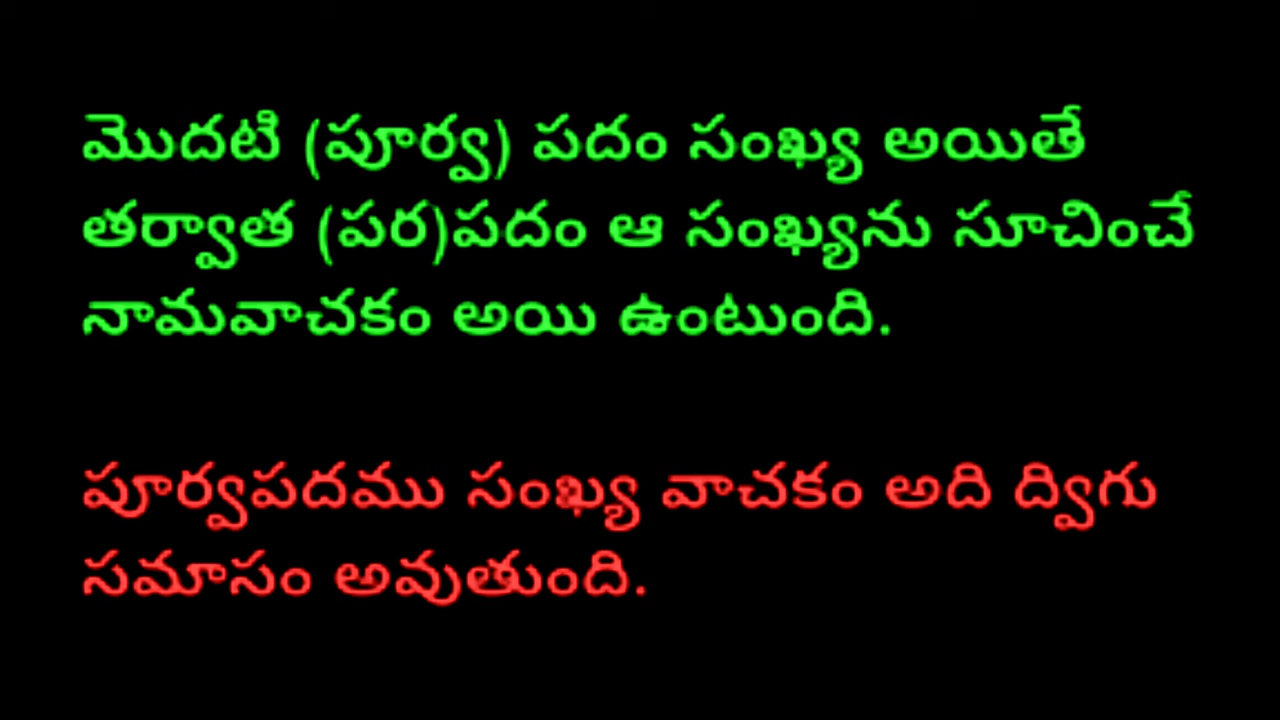 మొదటి (పూర్వ) పదం సంఖ్య అయితే
తర్వాత (పర)పదం ఆ సంఖ్యను సూచించే
నామవాచకం అయి ఉంటుంది.
పూర్వపదము సంఖ్య వాచకం అది ద్విగు
సమాసం అవుతుంది.